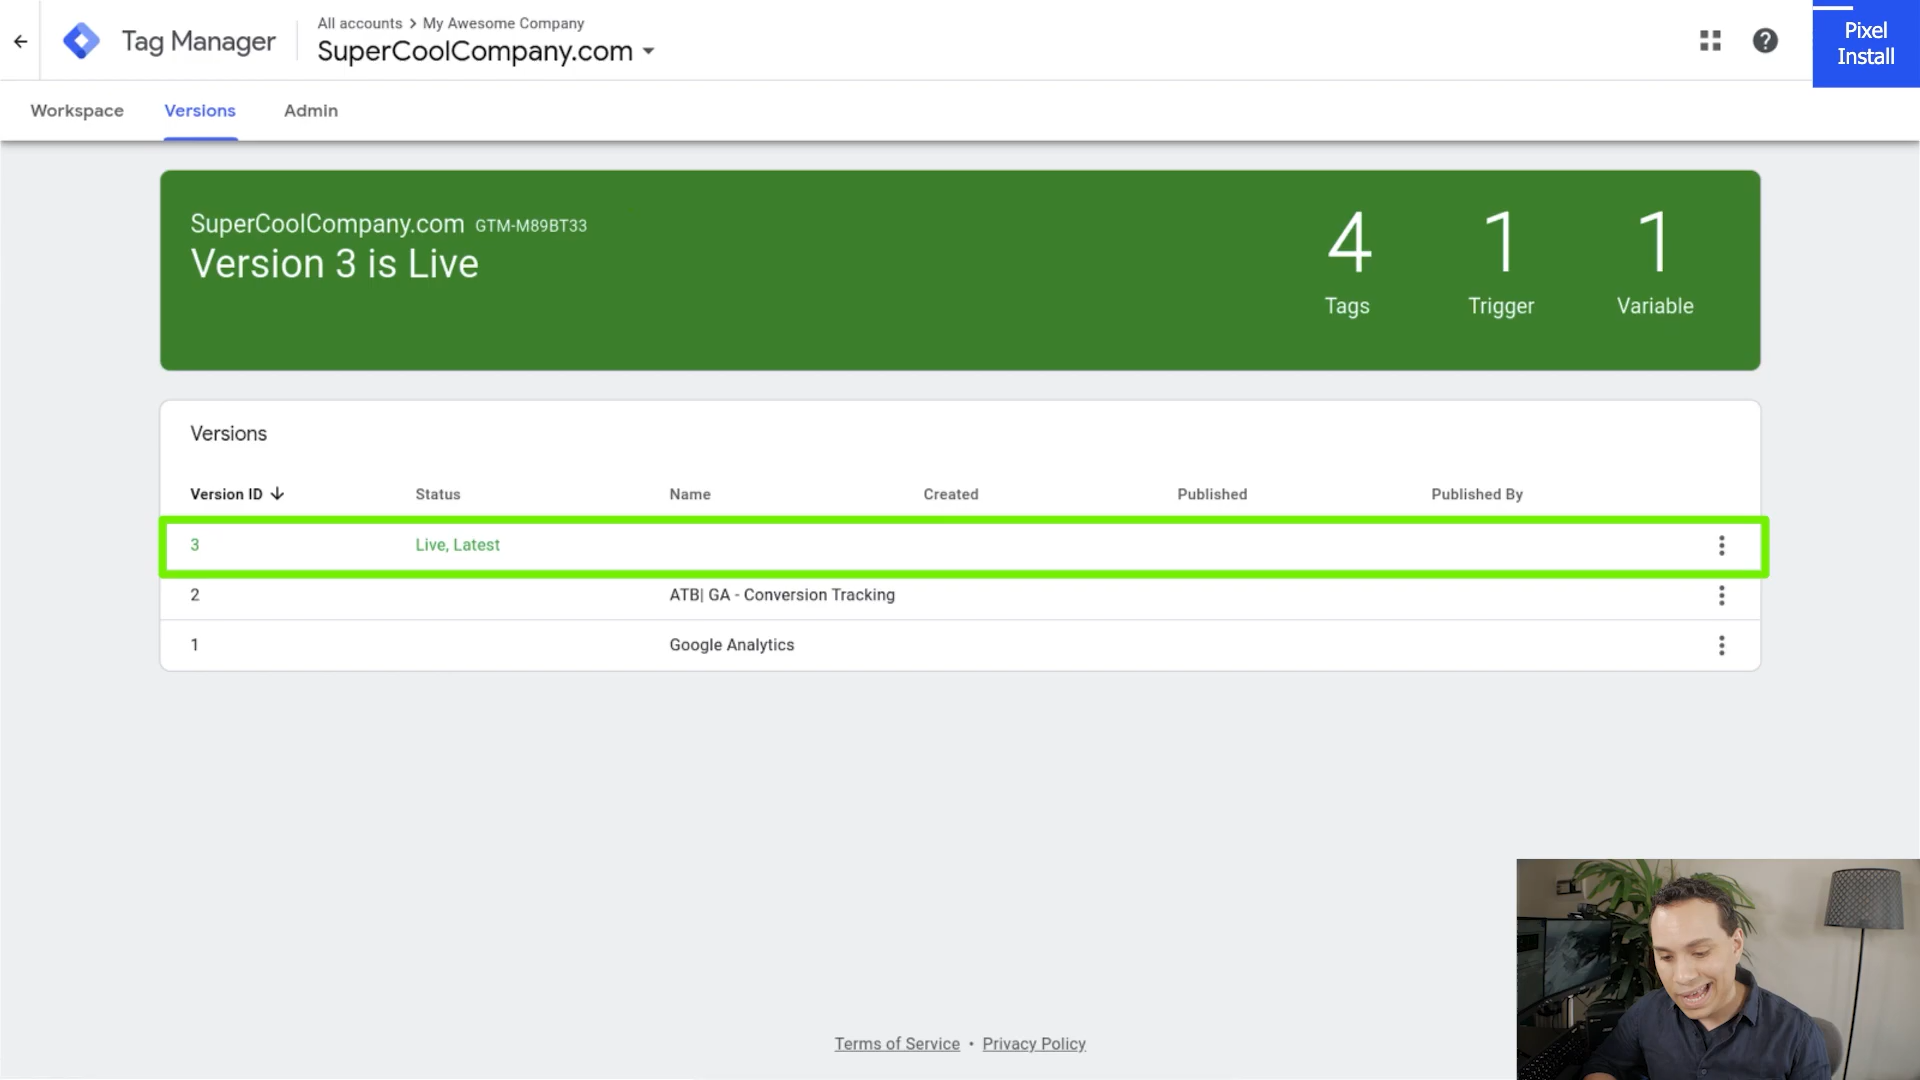 Tag Manager
All accounts > My Awesome Company
SuperCoolCompany.com
Pixel
Install
Workspace Versions Admin
SuperCoolCompany.com GTM-M89BT33
Version 3 is Live
4 1 1
Tags Trigger Variable
Versions
Version ID Status Name Created Published Published By
3 Live, Latest
2 ATB| GA - Conversion Tracking
1 Google Analytics
Terms of Service • Privacy Policy